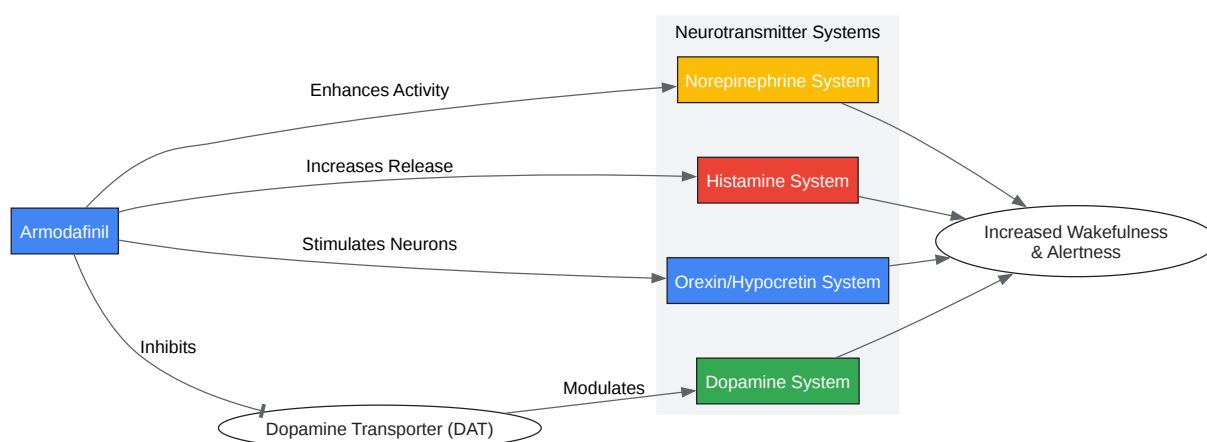 Neurotransmitter Systems
Norepinephrine System
Enhances Activity
Increases Release
Histamine System
Armodafinil
Increased Wakefulness
& Alertness
Stimulates Neurons
Orexin/Hypocretin System
Inhibits
Modulates
Dopamine System
Dopamine Transporter (DAT)